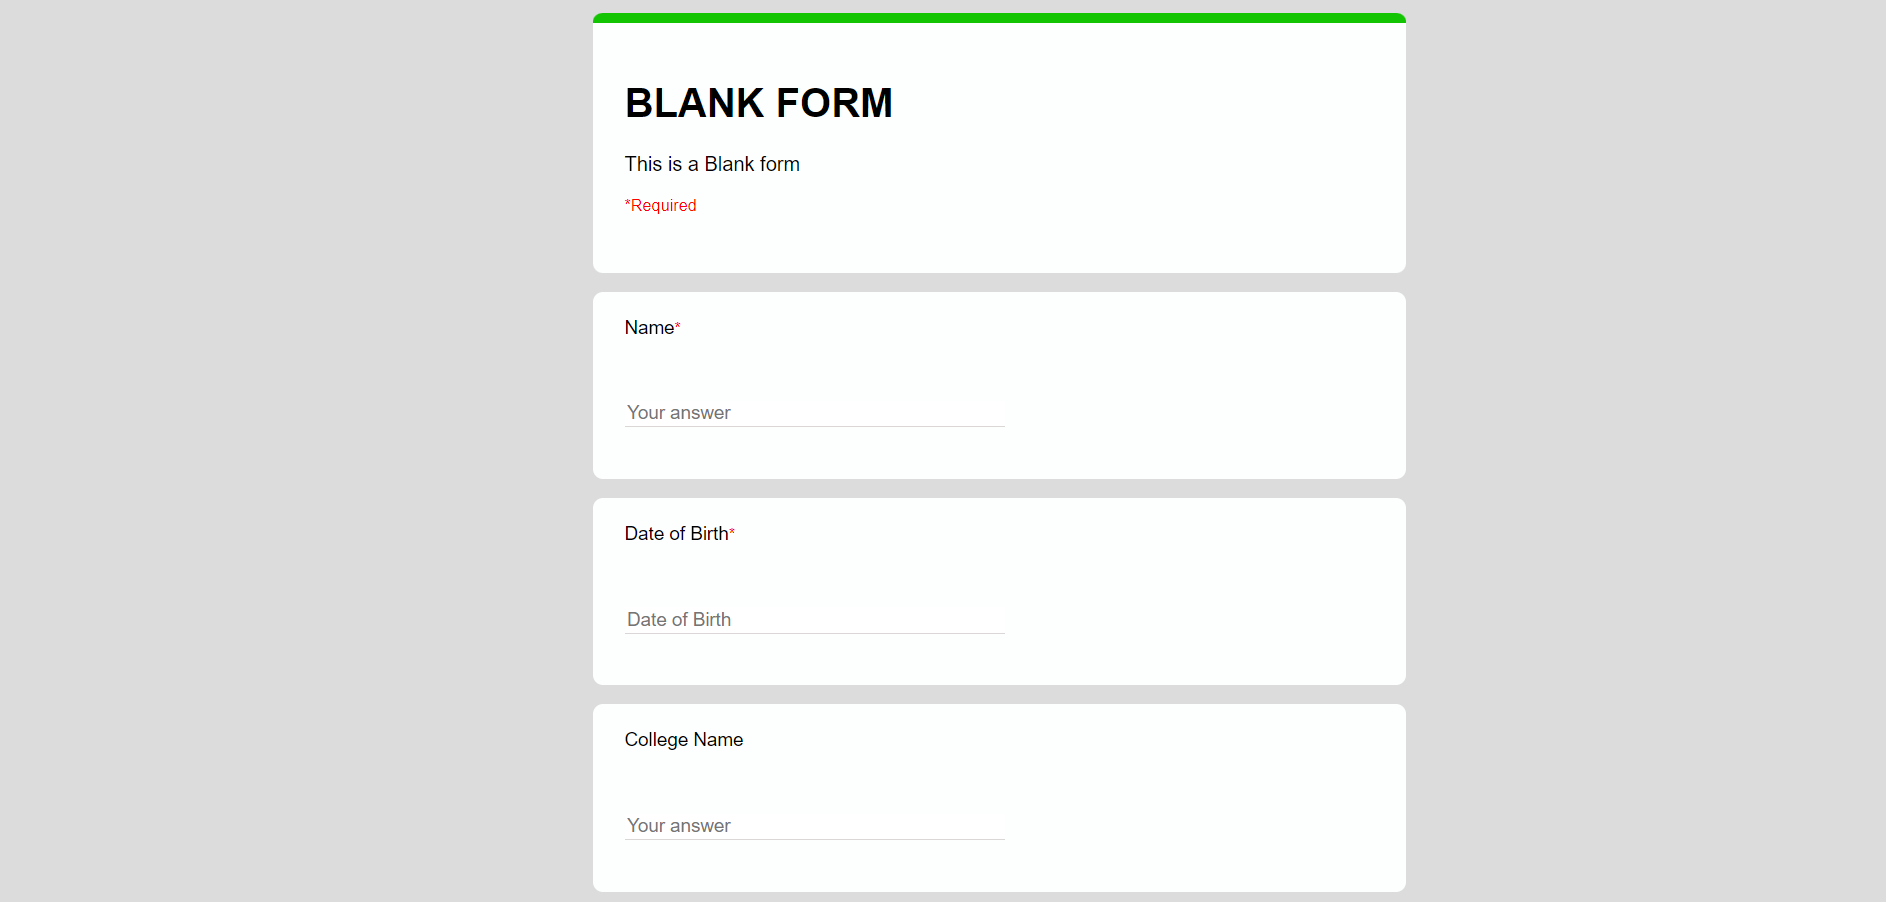 BLANK FORM
This is a Blank form
*Required
Name*
Your answer
Date of Birth*
Date of Birth
College Name
Your answer